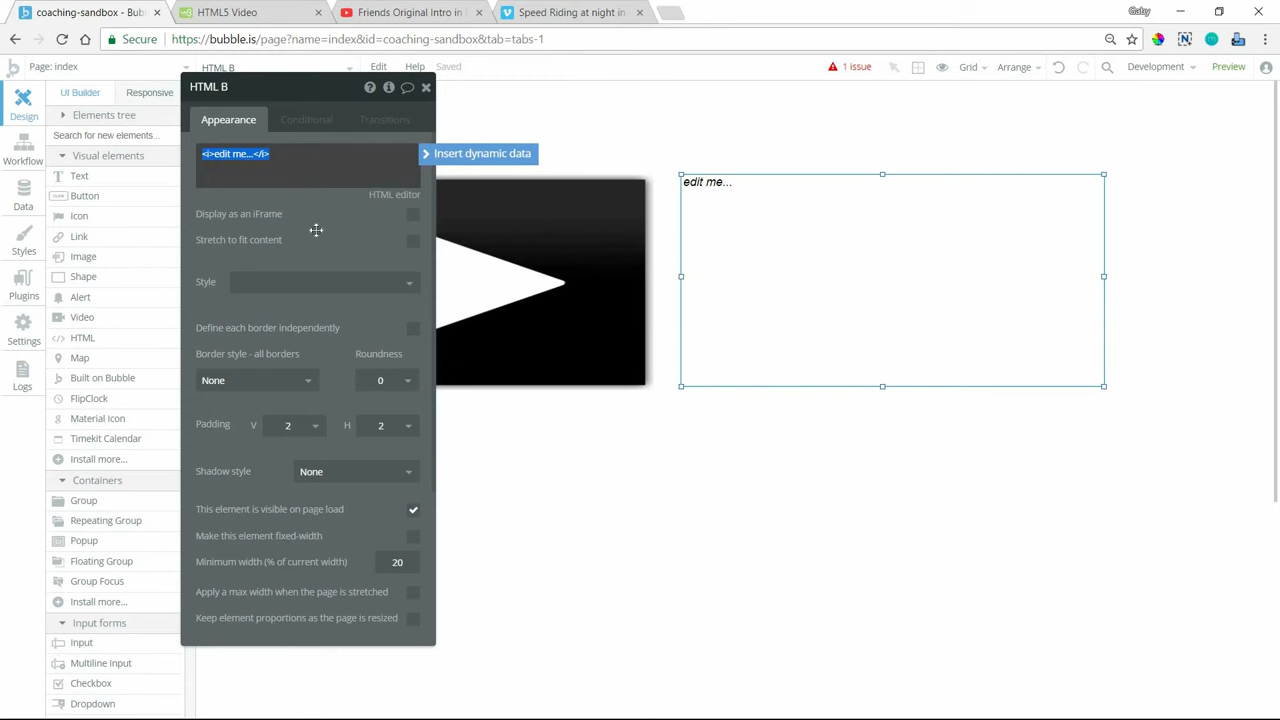 coaching-sandbox - Bub
HTML5 Video
Friends Original Intro in
Speed Riding at night in
Gaby
Secure
https://bubble.is/page?name=index&id=coaching-sandbox&tab=tabs-1
Page: index
HTML B
Edit
Help
Saved
1 issue
Grid
Arrange
Development
Preview
Design
Workflow
Data
Styles
Plugins
Settings
Logs
UI Builder
Responsive
Elements tree
Search for new elements...
Visual elements
Text
Button
CLICK
Icon
Link
Image
Shape
Alert
Video
HTML
Map
Built on Bubble
FlipClock
Material Icon
Timekit Calendar
Install more...
Containers
Group
Repeating Group
Popup
Floating Group
Group Focus
Install more...
Input forms
Input
Multiline Input
Checkbox
Dropdown
HTML B
Appearance
Conditional
Transitions
<i>edit me...</i>
Insert dynamic data
HTML editor
Display as an iFrame
Stretch to fit content
Style
Define each border independently
Border style - all borders
Roundness
None
0
Padding
V
2
H
2
Shadow style
None
This element is visible on page load
Make this element fixed-width
Minimum width (% of current width)
20
Apply a max width when the page is stretched
Keep element proportions as the page is resized
edit me...